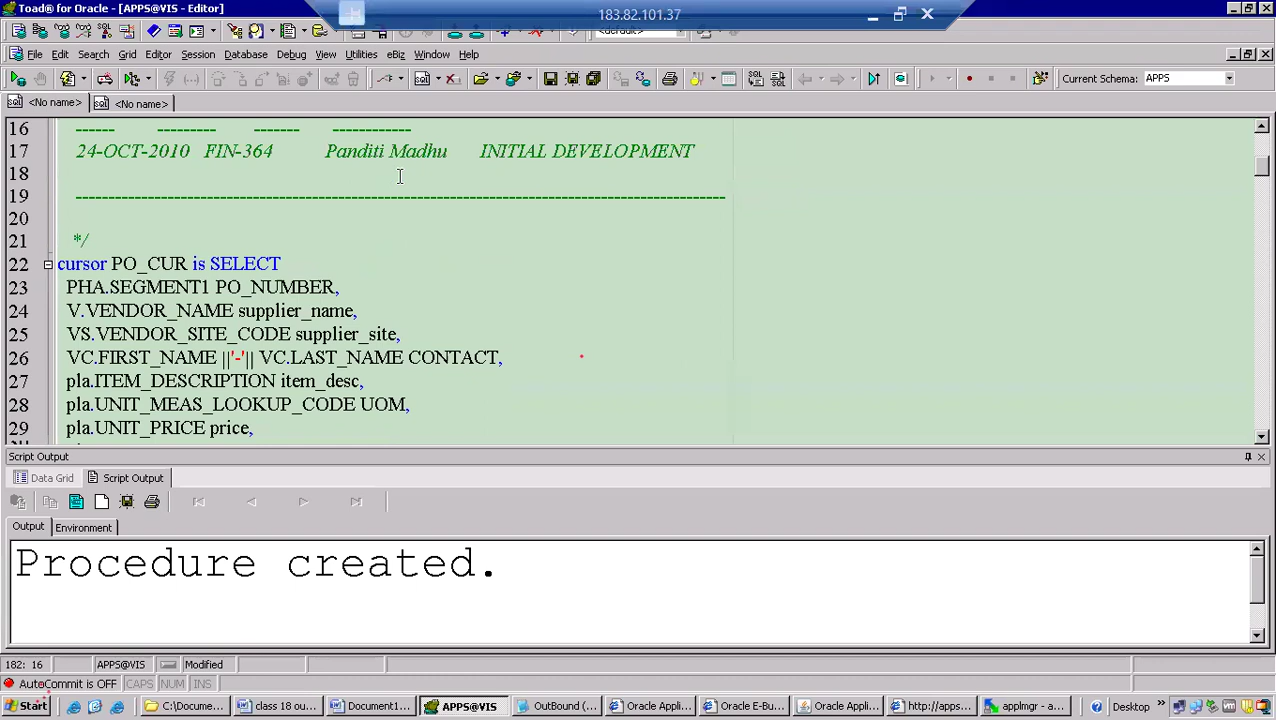 Toad® for Oracle - [APPS@VIS - Editor]
183.82.101.37
<default>
File Edit Search Grid Editor Session Database Debug View Utilities eBiz Window Help
Current Schema: APPS
<No name> <No name>
16 ------ --------- ------- ------------
17 24-OCT-2010 FIN-364 Panditi Madhu INITIAL DEVELOPMENT
18
19 ------------------------------------------------------------------------------------------
20
21 */
22 cursor PO_CUR is SELECT
23 PHA.SEGMENT1 PO_NUMBER,
24 V.VENDOR_NAME supplier_name,
25 VS.VENDOR_SITE_CODE supplier_site,
26 VC.FIRST_NAME ||'-'|| VC.LAST_NAME CONTACT,
27 pla.ITEM_DESCRIPTION item_desc,
28 pla.UNIT_MEAS_LOOKUP_CODE UOM,
29 pla.UNIT_PRICE price,
Script Output
Data Grid Script Output
Output Environment
Procedure created.
182: 16 APPS@VIS Modified
AutoCommit is OFF CAPS NUM INS
Start C:\Docume... class 18 ou... Document1... APPS@VIS OutBound (... Oracle Appli... Oracle E-Bu... Oracle Appli... http://apps... applmgr - a... Desktop »